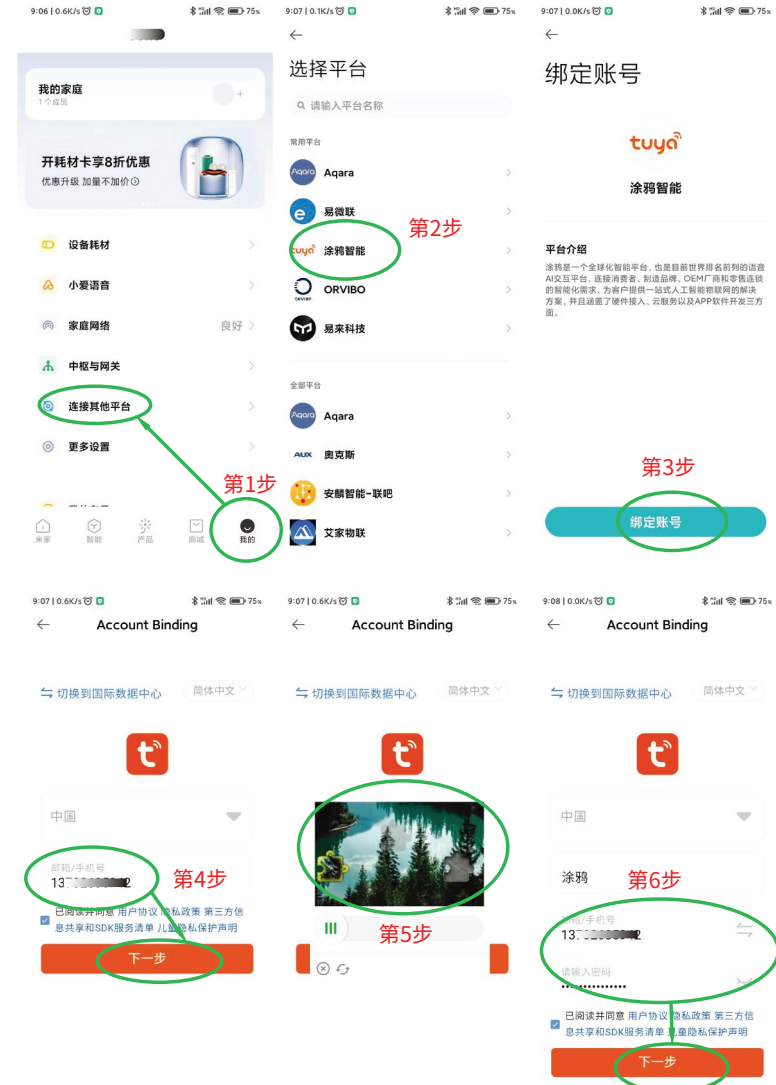 9:06 | 0.6K/s
75%
我的家庭
1 个成员
开耗材卡享8折优惠
优惠升级 加量不加价
设备耗材
小爱语音
家庭网络
良好
中枢与网关
连接其他平台
更多设置
第1步
米家
智能
产品
商城
我的
9:07 | 0.1K/s
75%
选择平台
请输入平台名称
常用平台
Aqara
Aqara
易微联
第2步
tuya
涂鸦智能
ORVIBO
ORVIBO
易来科技
全部平台
Aqara
Aqara
AUX
奥克斯
安麟智能-联吧
艾家物联
9:07 | 0.0K/s
75%
绑定账号
tuya
涂鸦智能
平台介绍
涂鸦是一个全球化智能平台, 也是目前世界排名前列的语音
AI交互平台, 连接消费者、制造品牌、OEM厂商和零售连锁
的智能化需求, 为客户提供一站式人工智能物联网的解决
方案, 并且涵盖了硬件接入、云服务以及APP软件开发三方
面。
第3步
绑定账号
9:07 | 0.6K/s
75%
Account Binding
切换到国际数据中心
简体中文
中国
邮箱/手机号
13
2
第4步
已阅读并同意 用户协议 隐私政策 第三方信
息共享和SDK服务清单 儿童隐私保护声明
下一步
9:07 | 0.6K/s
75%
Account Binding
切换到国际数据中心
简体中文
第5步
9:08 | 0.0K/s
75%
Account Binding
切换到国际数据中心
简体中文
中国
涂鸦
第6步
邮箱/手机号
13
2
请输入密码
已阅读并同意 用户协议 隐私政策 第三方信
息共享和SDK服务清单 儿童隐私保护声明
下一步